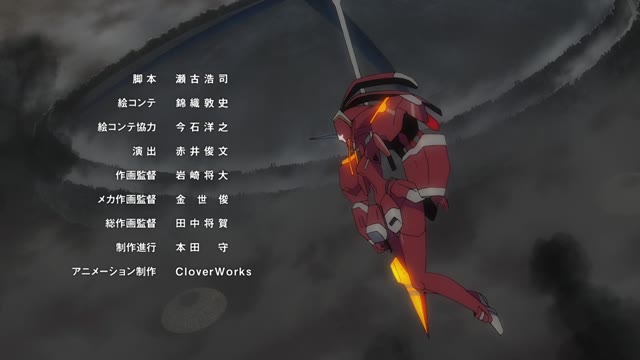 脚本　瀬古浩司
絵コンテ　錦織敦史
絵コンテ協力　今石洋之
演出　赤井俊文
作画監督　岩崎将大
メカ作画監督　金世俊
総作画監督　田中将賀
制作進行　本田守
アニメーション制作　CloverWorks